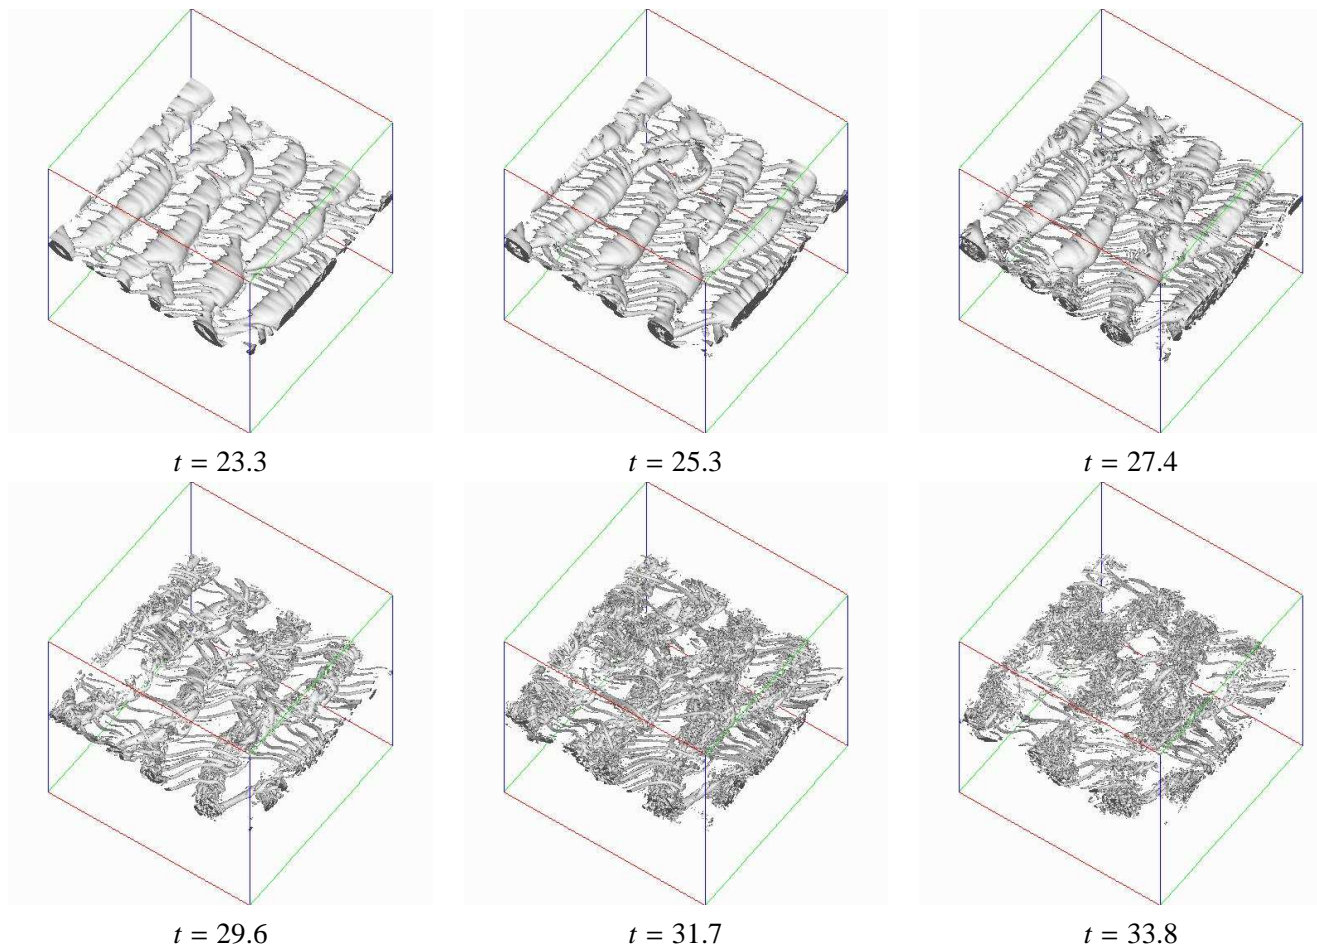 t = 23.3 t = 25.3 t = 27.4
t = 29.6 t = 31.7 t = 33.8